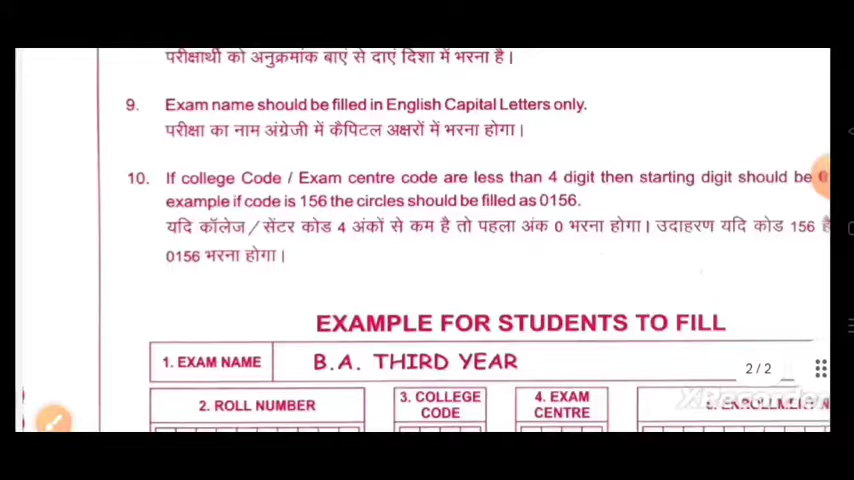 परीक्षार्थी को अनुक्रमांक बाएं से दाएं दिशा में भरना है।
9. Exam name should be filled in English Capital Letters only.
परीक्षा का नाम अंग्रेजी में कैपिटल अक्षरों में भरना होगा।
10. If college Code / Exam centre code are less than 4 digit then starting digit should be 0
example if code is 156 the circles should be filled as 0156.
यदि कॉलेज/सेंटर कोड 4 अंकों से कम है तो पहला अंक 0 भरना होगा। उदाहरण यदि कोड 156 है
0156 भरना होगा।
EXAMPLE FOR STUDENTS TO FILL
1. EXAM NAME B.A. THIRD YEAR
2/2
2. ROLL NUMBER
3. COLLEGE CODE
4. EXAM CENTRE
5. ENROLLMENT
XRecorder